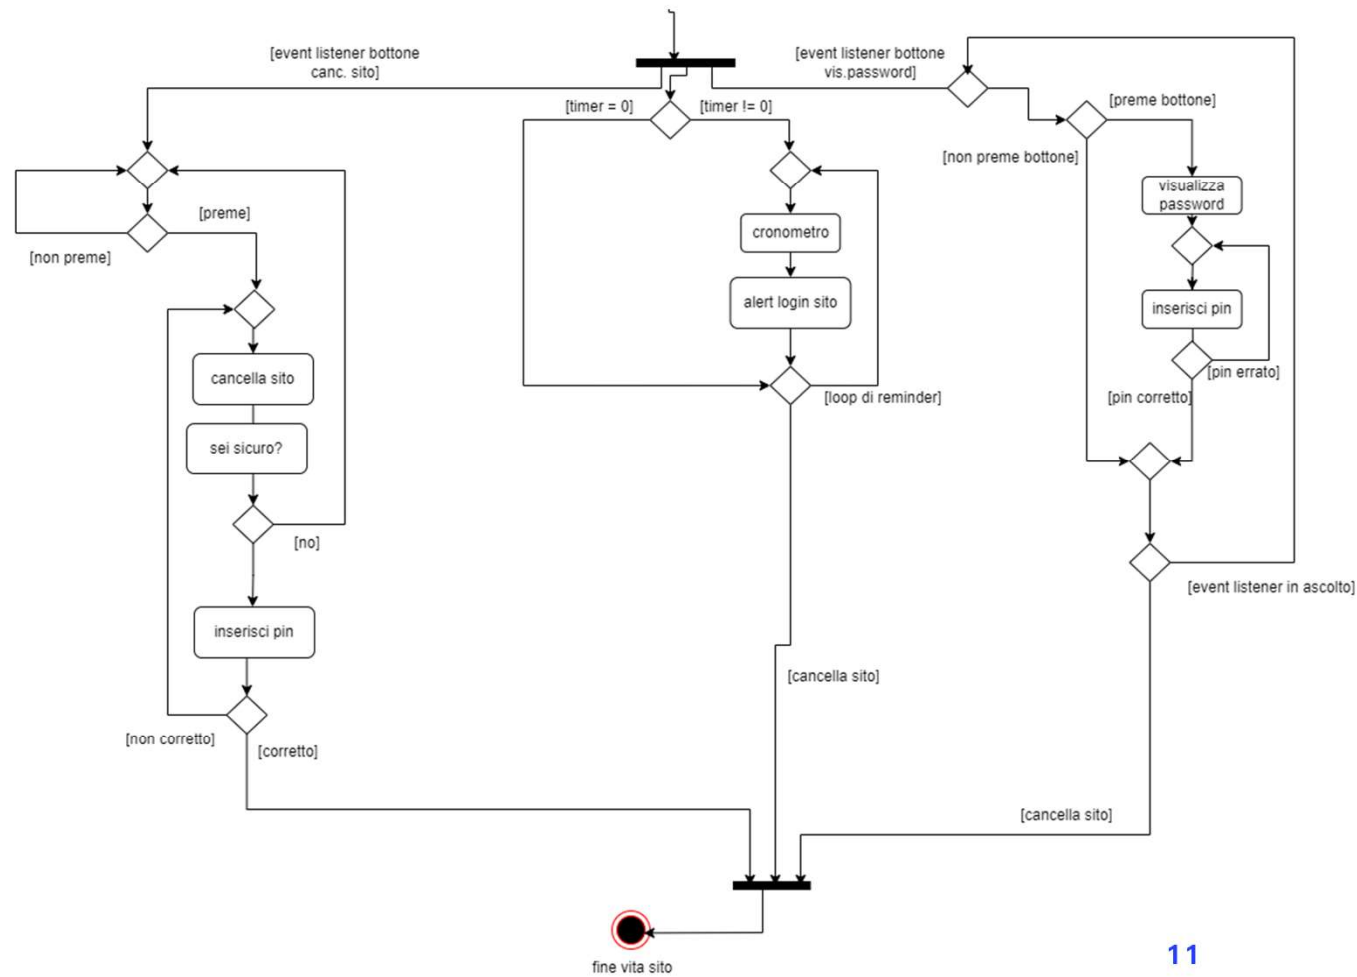 [event listener bottone
canc. sito]
[event listener bottone
vis.password]
[timer = 0]
[timer != 0]
[preme bottone]
[non preme bottone]
visualizza
password
[preme]
[non preme]
cronometro
alert login sito
inserisci pin
[pin errato]
[pin corretto]
cancella sito
[loop di reminder]
sei sicuro?
[no]
[event listener in ascolto]
inserisci pin
[cancella sito]
[non corretto]
[corretto]
[cancella sito]
fine vita sito
11